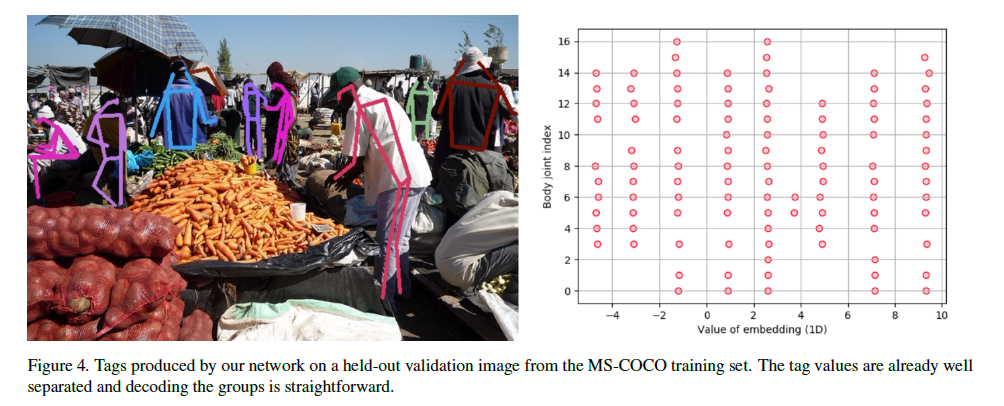 16
14
12
10
8
6
4
2
0
Body joint index
−4 −2 0 2 4 6 8 10
Value of embedding (1D)
Figure 4. Tags produced by our network on a held-out validation image from the MS-COCO training set. The tag values are already well
separated and decoding the groups is straightforward.